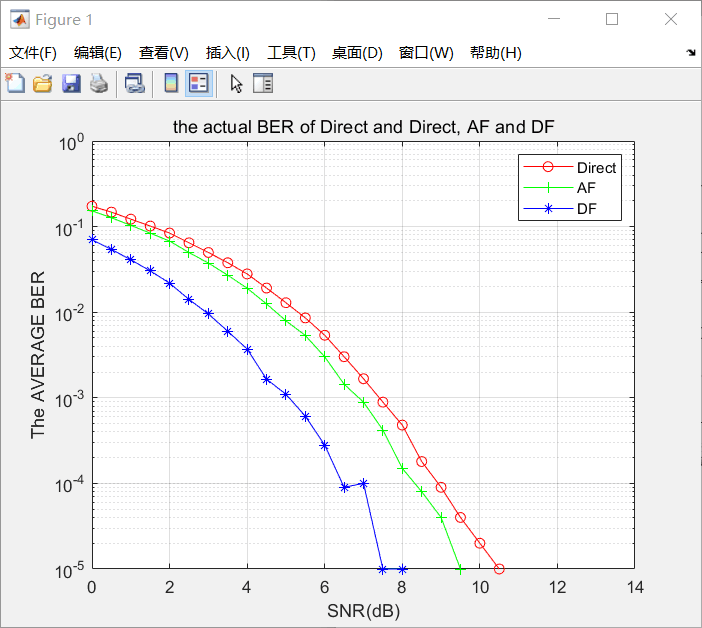 Figure 1
文件(F) 编辑(E) 查看(V) 插入(I) 工具(T) 桌面(D) 窗口(W) 帮助(H)
the actual BER of Direct and Direct, AF and DF
Direct
AF
DF
The AVERAGE BER
10^0
10^-1
10^-2
10^-3
10^-4
10^-5
0 2 4 6 8 10 12 14
SNR(dB)